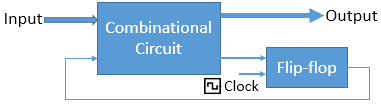 Input
Combinational
Circuit
Output
Clock
Flip-flop